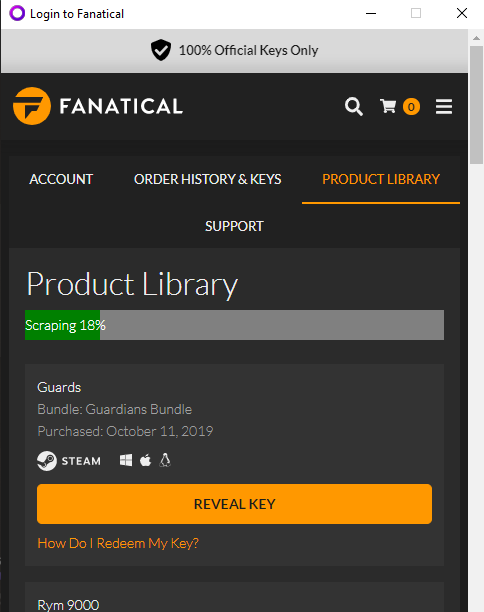 Login to Fanatical
100% Official Keys Only
FANATICAL
0
ACCOUNT
ORDER HISTORY & KEYS
PRODUCT LIBRARY
SUPPORT
Product Library
Scraping 18%
Guards
Bundle: Guardians Bundle
Purchased: October 11, 2019
STEAM
REVEAL KEY
How Do I Redeem My Key?
Rym 9000